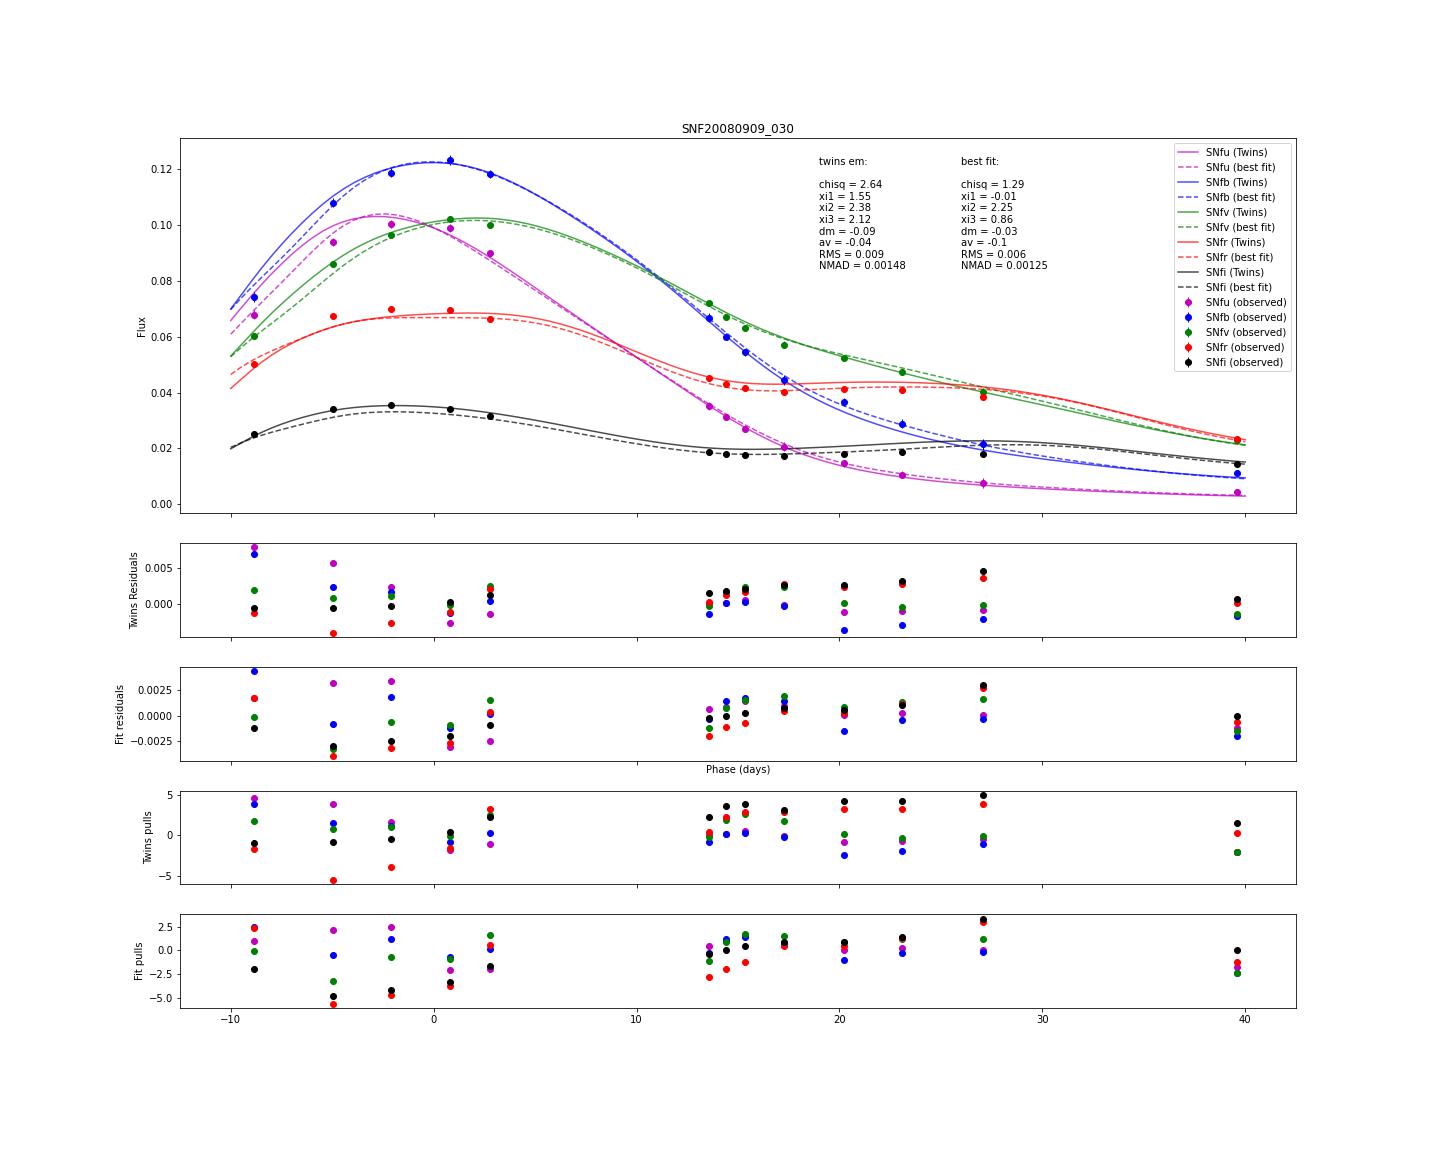 SNF20080909_030
Flux
0.12
0.10
0.08
0.06
0.04
0.02
0.00
twins em:
chisq = 2.64
xi1 = 1.55
xi2 = 2.38
xi3 = 2.12
dm = -0.09
av = -0.04
RMS = 0.009
NMAD = 0.00148
best fit:
chisq = 1.29
xi1 = -0.01
xi2 = 2.25
xi3 = 0.86
dm = -0.03
av = -0.1
RMS = 0.006
NMAD = 0.00125
SNfu (Twins)
SNfu (best fit)
SNfb (Twins)
SNfb (best fit)
SNfv (Twins)
SNfv (best fit)
SNfr (Twins)
SNfr (best fit)
SNfi (Twins)
SNfi (best fit)
SNfu (observed)
SNfb (observed)
SNfv (observed)
SNfr (observed)
SNfi (observed)
Twins Residuals
0.005
0.000
Fit residuals
0.0025
0.0000
−0.0025
Phase (days)
Twins pulls
5
0
−5
Fit pulls
2.5
0.0
−2.5
−5.0
−10
0
10
20
30
40